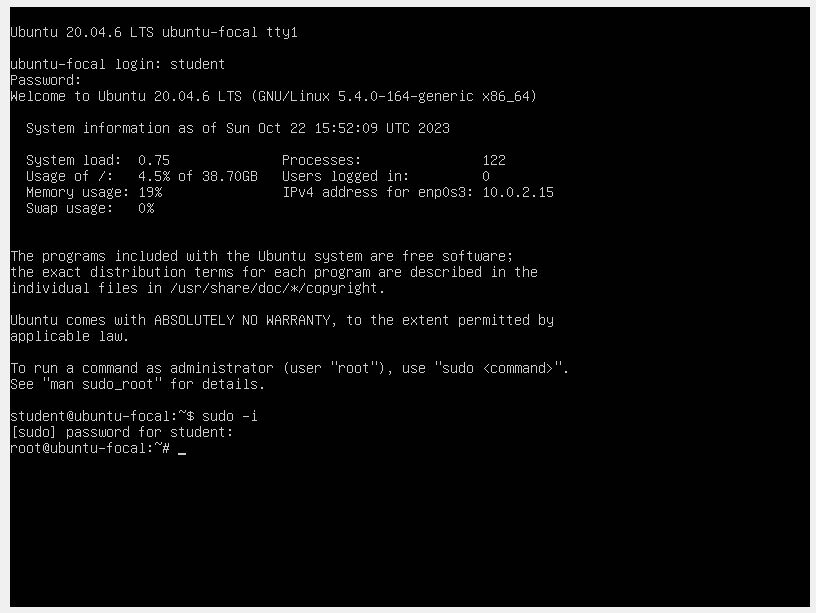 Ubuntu 20.04.6 LTS ubuntu-focal tty1
ubuntu-focal login: student
Password:
Welcome to Ubuntu 20.04.6 LTS (GNU/Linux 5.4.0-164-generic x86_64)
System information as of Sun Oct 22 15:52:09 UTC 2023
System load: 0.75 Processes: 122
Usage of /: 4.5% of 38.70GB Users logged in: 0
Memory usage: 19% IPv4 address for enp0s3: 10.0.2.15
Swap usage: 0%
The programs included with the Ubuntu system are free software;
the exact distribution terms for each program are described in the
individual files in /usr/share/doc/*/copyright.
Ubuntu comes with ABSOLUTELY NO WARRANTY, to the extent permitted by
applicable law.
To run a command as administrator (user "root"), use "sudo <command>".
See "man sudo_root" for details.
student@ubuntu-focal:~$ sudo -i
[sudo] password for student:
root@ubuntu-focal:~# _